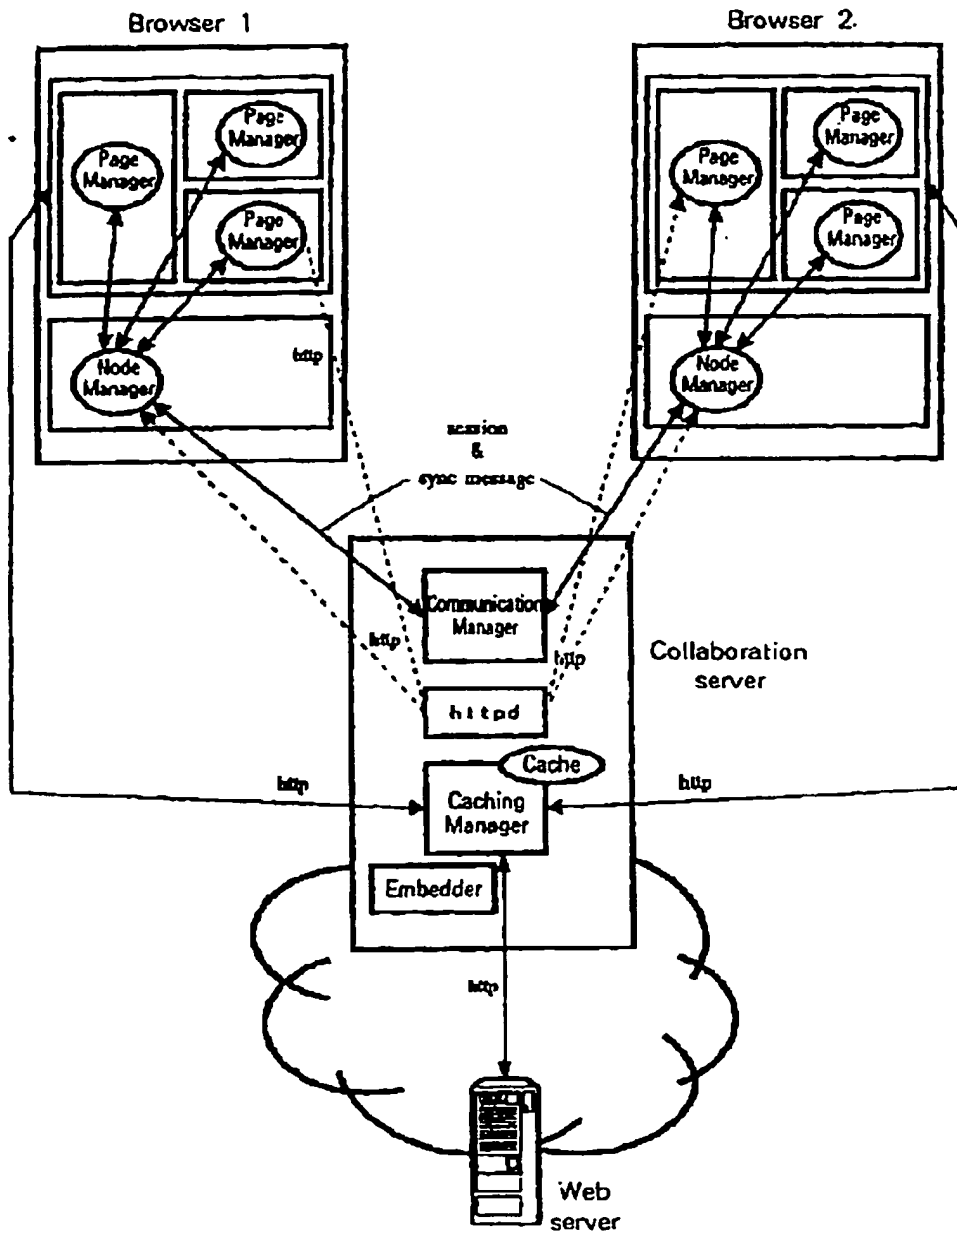 Browser 1
Browser 2.
Page
Manager
Page
Manager
Page
Manager
Node
Manager
Page
Manager
Page
Manager
Page
Manager
Node
Manager
http
session
&
sync message
Communication
Manager
http
http
httpd
Collaboration
server
Cache
Caching
Manager
http
http
Embedder
http
Web
server